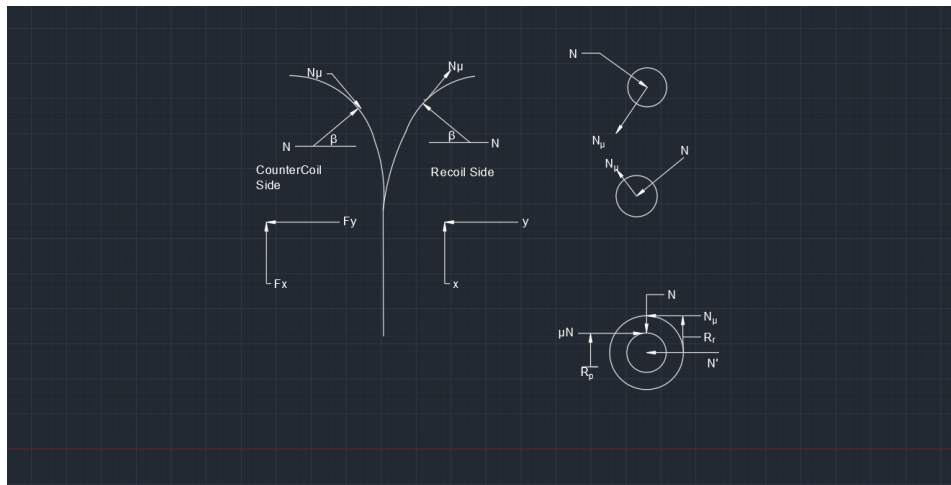 Nμ
Nμ
N
β
β
N
CounterCoil
Side
Recoil Side
Fy
y
Fx
x
N
Nμ
Nμ
N
N
μN
Nμ
Rr
Rp
N'